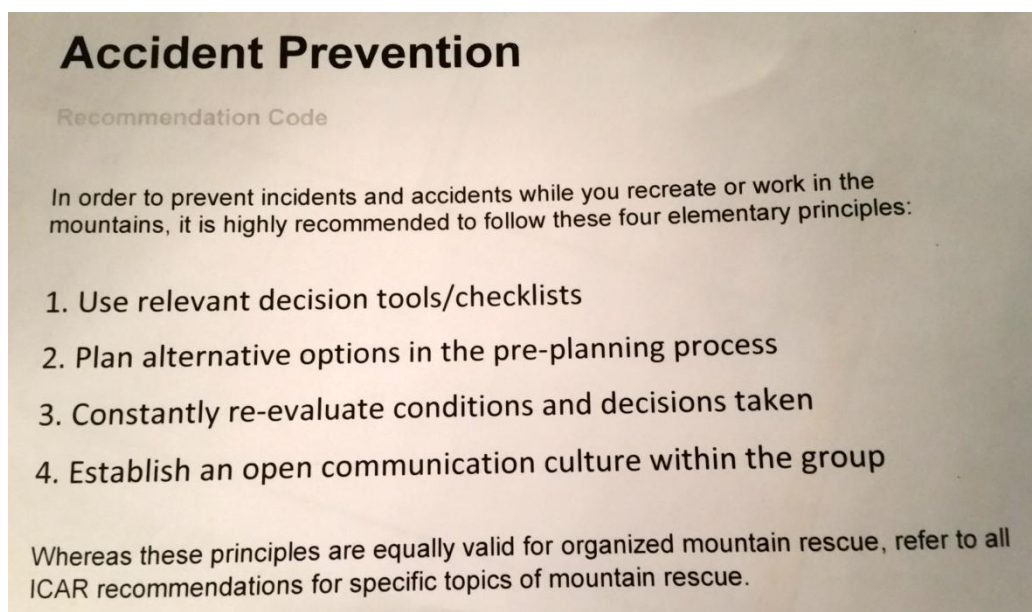 Accident Prevention
Recommendation Code
In order to prevent incidents and accidents while you recreate or work in the
mountains, it is highly recommended to follow these four elementary principles:
1. Use relevant decision tools/checklists
2. Plan alternative options in the pre-planning process
3. Constantly re-evaluate conditions and decisions taken
4. Establish an open communication culture within the group
Whereas these principles are equally valid for organized mountain rescue, refer to all
ICAR recommendations for specific topics of mountain rescue.